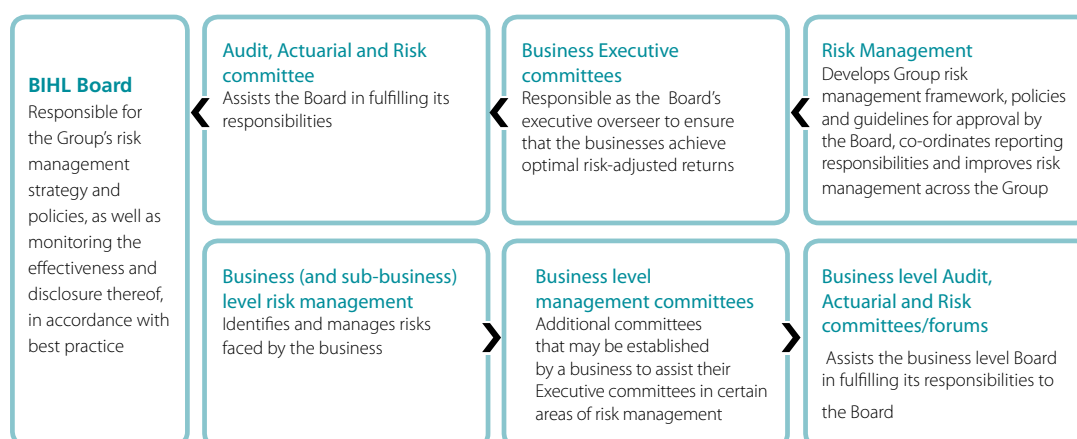 BIHL Board
Responsible for
the Group's risk
management
strategy and
policies, as well as
monitoring the
effectiveness and
disclosure thereof,
in accordance with
best practice
Audit, Actuarial and Risk
committee
Assists the Board in fulfilling its
responsibilities
Business Executive
committees
Responsible as the Board's
executive overseer to ensure
that the businesses achieve
optimal risk-adjusted returns
Risk Management
Develops Group risk
management framework, policies
and guidelines for approval by
the Board, co-ordinates reporting
responsibilities and improves risk
management across the Group
Business (and sub-business)
level risk management
Identifies and manages risks
faced by the business
Business level
management committees
Additional committees
that may be established
by a business to assist their
Executive committees in certain
areas of risk management
Business level Audit,
Actuarial and Risk
committees/forums
Assists the business level Board
in fulfilling its responsibilities to
the Board